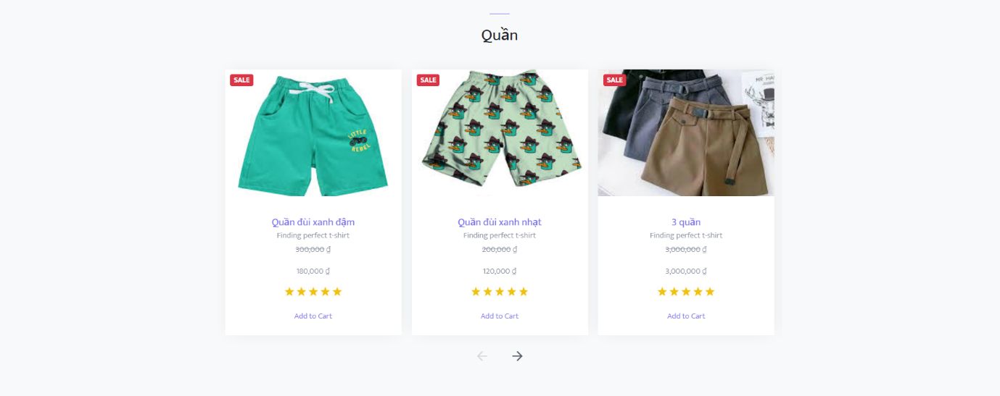 Quần
SALE
SALE
SALE
LITTLE
REBEL
MR
Quần đùi xanh đậm
Finding perfect t-shirt
300,000 ₫
180,000 ₫
Add to Cart
Quần đùi xanh nhạt
Finding perfect t-shirt
200,000 ₫
120,000 ₫
Add to Cart
3 quần
Finding perfect t-shirt
3,000,000 ₫
3,000,000 ₫
Add to Cart